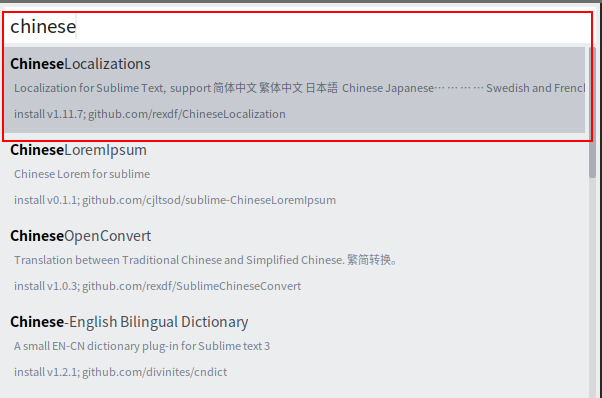 chinese
ChineseLocalizations
Localization for Sublime Text, support 简体中文 繁体中文 日本語 Chinese Japanese… … … … Swedish and French
install v1.11.7; github.com/rexdf/ChineseLocalization
ChineseLoremIpsum
Chinese Lorem for sublime
install v0.1.1; github.com/cjltsod/sublime-ChineseLoremIpsum
ChineseOpenConvert
Translation between Traditional Chinese and Simplified Chinese. 繁简转换。
install v1.0.3; github.com/rexdf/SublimeChineseConvert
Chinese-English Bilingual Dictionary
A small EN-CN dictionary plug-in for Sublime text 3
install v1.2.1; github.com/divinites/cndict